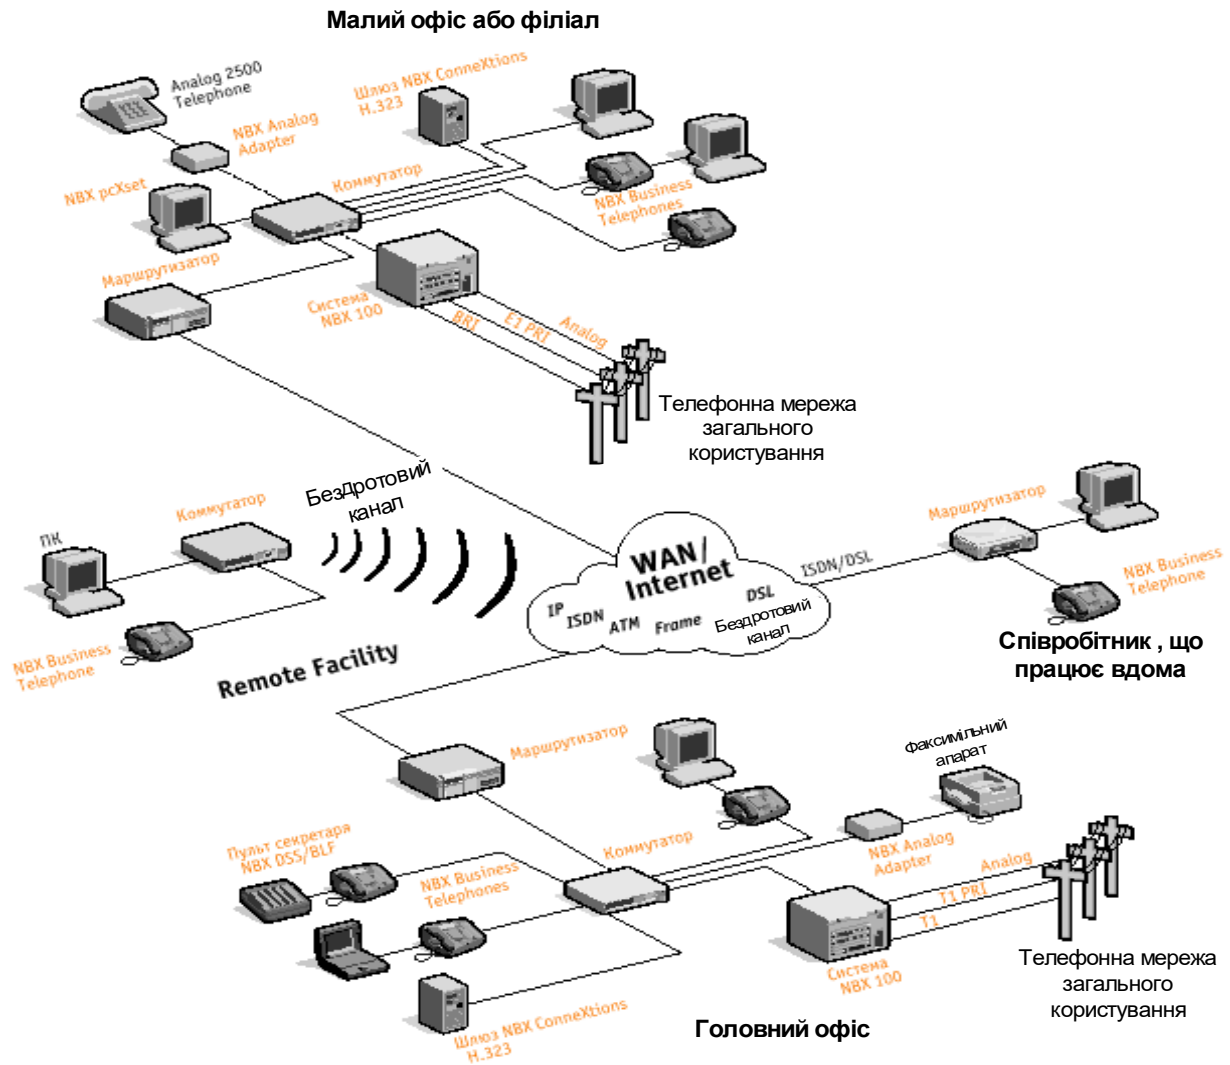 Малий офіс або філіал
Analog 2500
Telephone
NBX Analog
Adapter
Шлюз NBX ConneXtions
H.323
NBX pcXset
Коммутатор
NBX Business
Telephones
Маршрутизатор
Система
NBX 100
BRI
E1 PRI
Analog
Телефонна мережа
загального
користування
Бездротовий
канал
Коммутатор
ПК
NBX Business
Telephone
Remote Facility
WAN/
Internet
IP
ISDN
ATM
Frame
DSL
Бездротовий
канал
ISDN/DSL
Маршрутизатор
NBX Business
Telephone
Співробітник , що
працює вдома
Маршрутизатор
Факсимільний
апарат
Пульт секретаря
NBX DSS/BLF
NBX Business
Telephones
Коммутатор
NBX Analog
Adapter
Analog
T1 PRI
T1
Система
NBX 100
Телефонна мережа
загального
користування
Шлюз NBX ConneXtions
H.323
Головний офіс